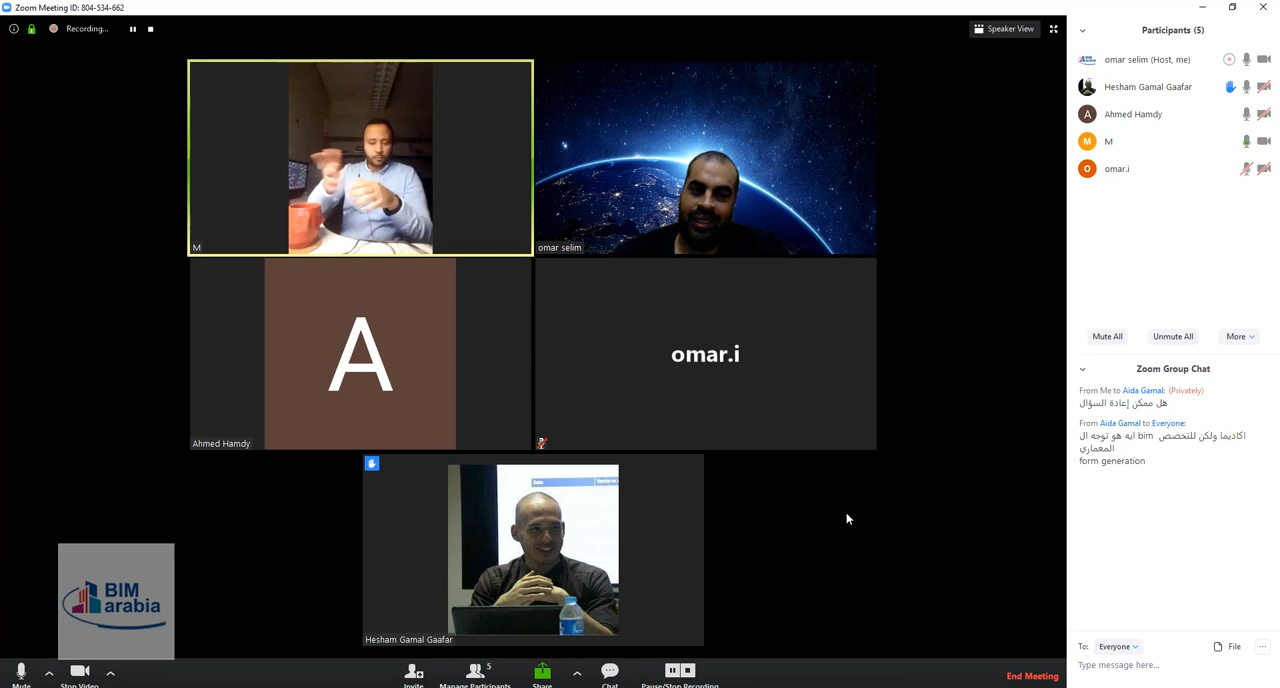 Zoom Meeting ID: 804-534-662
Recording...
Speaker View
M
omar selim
A
Ahmed Hamdy
omar.i
Hesham Gamal Gaafar
BIM
arabia
Mute
Stop Video
Invite
5
Manage Participants
Share
Chat
Pause/Stop Recording
End Meeting
Participants (5)
omar selim (Host, me)
Hesham Gamal Gaafar
A
Ahmed Hamdy
M
M
O
omar.i
Mute All
Unmute All
More
Zoom Group Chat
From Me to Aida Gamal: (Privately)
هل ممكن إعادة السؤال
From Aida Gamal to Everyone:
اكاديما ولكن للتخصص bim ايه هو توجه ال
المعماري
form generation
To: Everyone
File
Type message here...